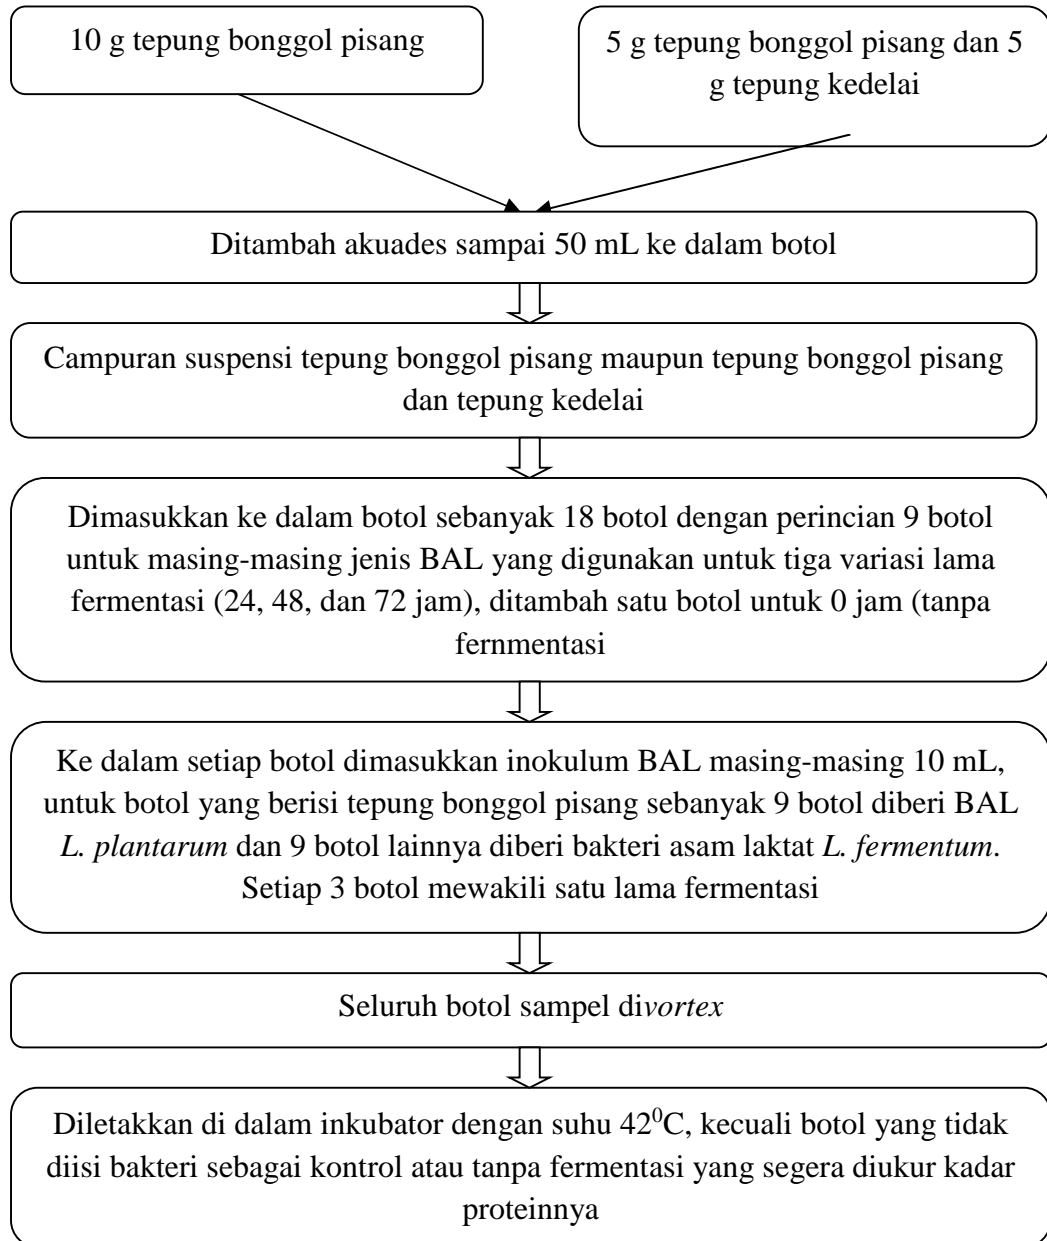 10 g tepung bonggol pisang
5 g tepung bonggol pisang dan 5
g tepung kedelai
Ditambah akuades sampai 50 mL ke dalam botol
Campuran suspensi tepung bonggol pisang maupun tepung bonggol pisang
dan tepung kedelai
Dimasukkan ke dalam botol sebanyak 18 botol dengan perincian 9 botol
untuk masing-masing jenis BAL yang digunakan untuk tiga variasi lama
fermentasi (24, 48, dan 72 jam), ditambah satu botol untuk 0 jam (tanpa
fernmentasi
Ke dalam setiap botol dimasukkan inokulum BAL masing-masing 10 mL,
untuk botol yang berisi tepung bonggol pisang sebanyak 9 botol diberi BAL
L. plantarum dan 9 botol lainnya diberi bakteri asam laktat L. fermentum.
Setiap 3 botol mewakili satu lama fermentasi
Seluruh botol sampel divortex
Diletakkan di dalam inkubator dengan suhu 42⁰C, kecuali botol yang tidak
diisi bakteri sebagai kontrol atau tanpa fermentasi yang segera diukur kadar
proteinnya